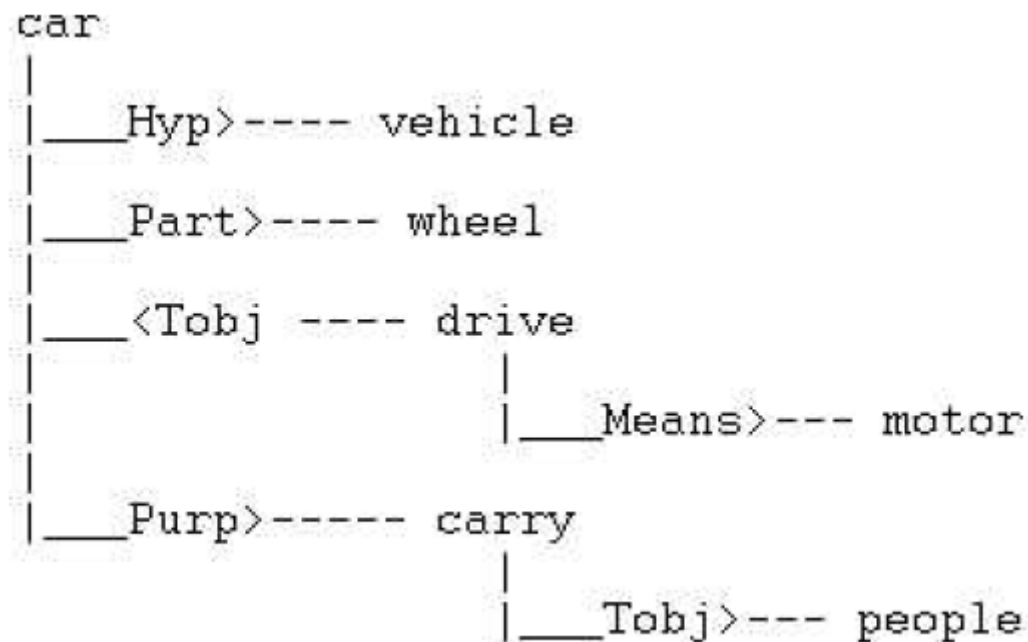 car
|
|___Hyp>---- vehicle
|
|___Part>---- wheel
|
|___<Tobj ---- drive
|                |
|                |___Means>--- motor
|
|___Purp>----- carry
                 |
                 |___Tobj>--- people